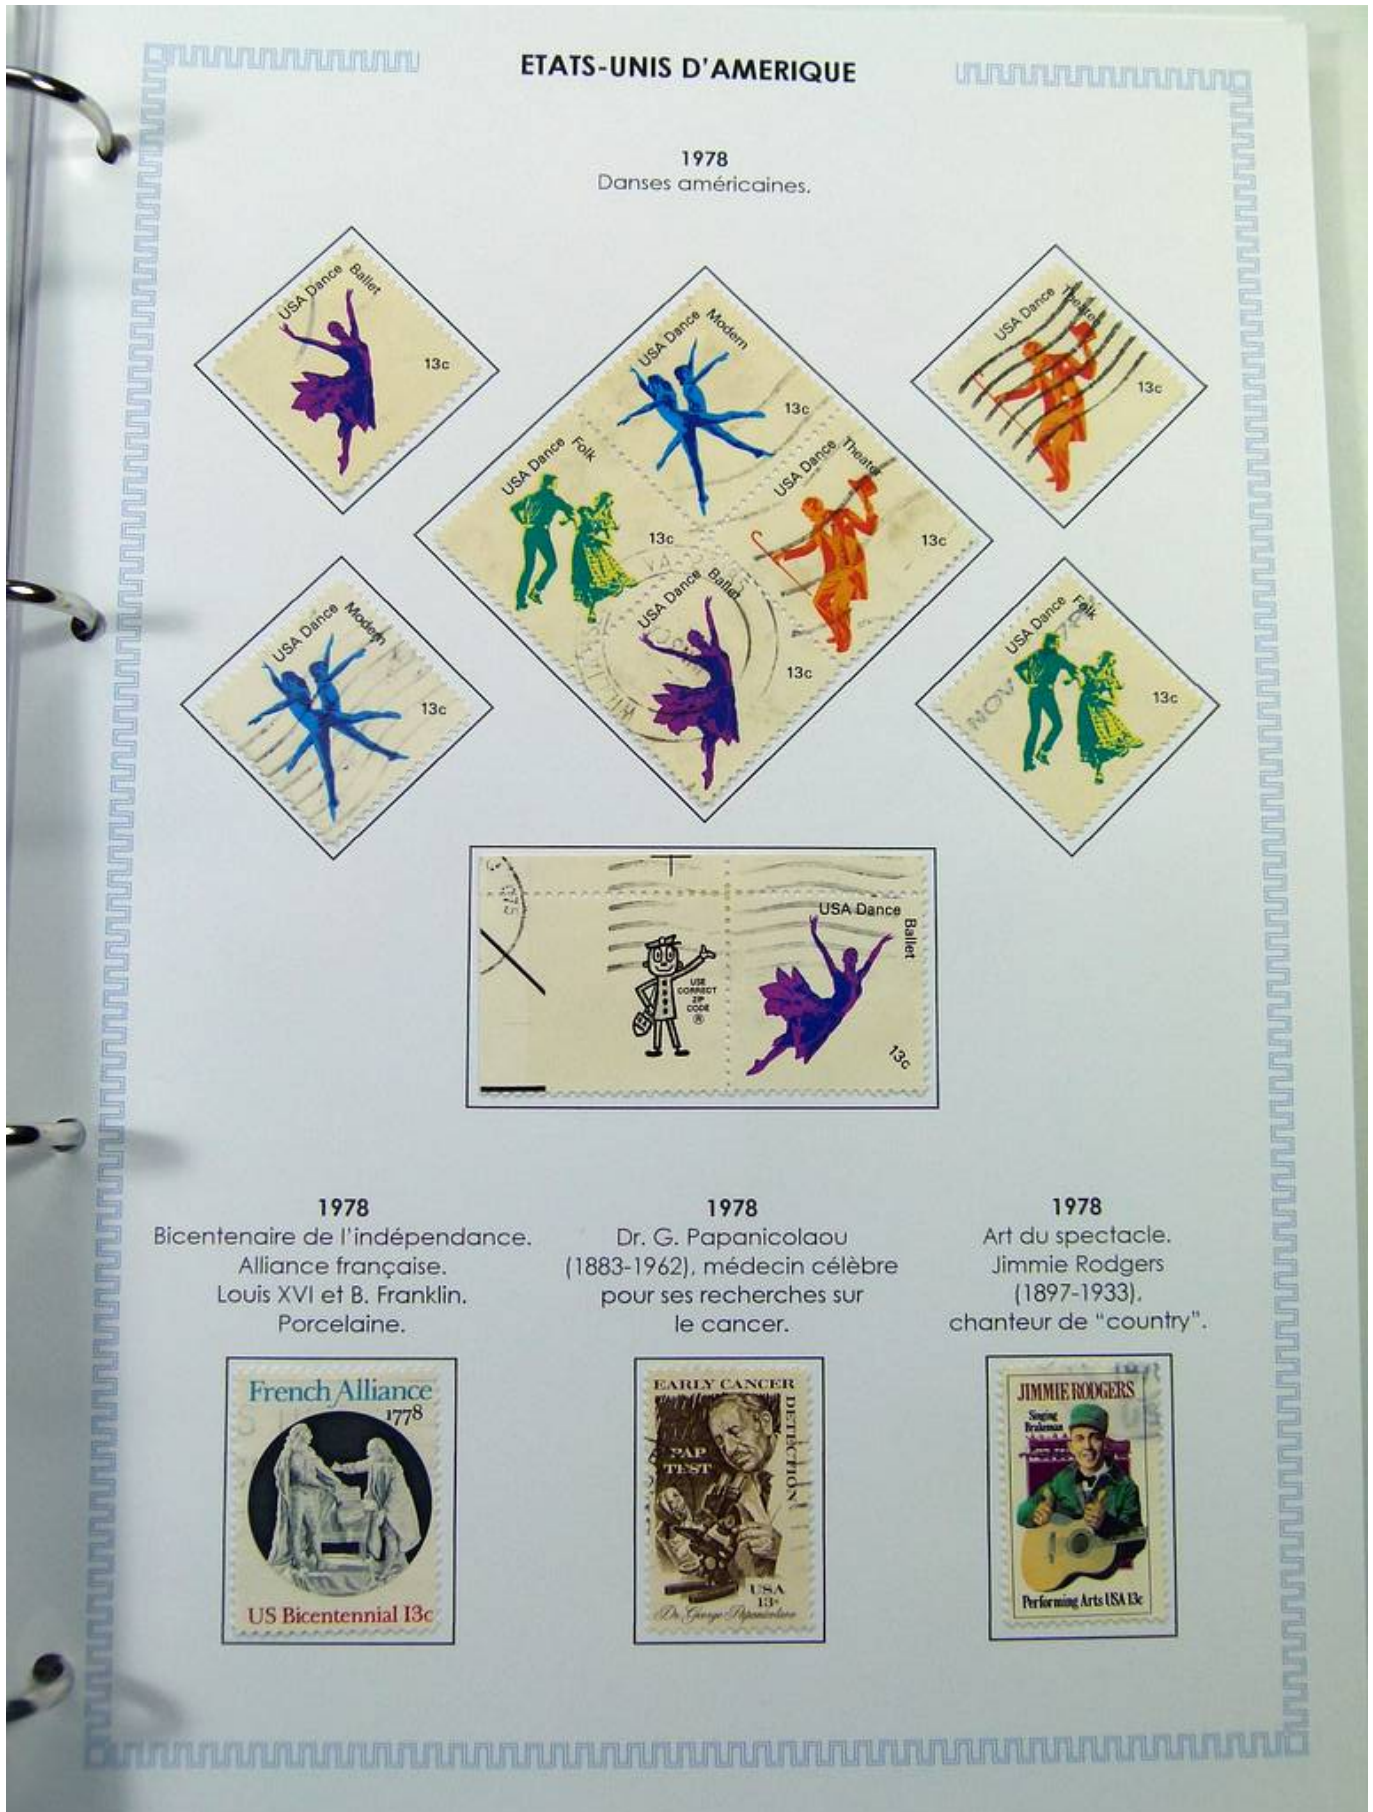 ETATS-UNIS D'AMERIQUE
1978
Danses américaines.
USA Dance Ballet
13c
USA Dance Modern
13c
USA Dance Theater
13c
USA Dance Folk
13c
USA Dance Theater
13c
USA Dance Ballet
13c
USA Dance Modern
13c
USA Dance Folk
13c
NOV
USA Dance
Ballet
13c
USE
CORRECT
ZIP
CODE
®
1978
Bicentenaire de l'indépendance.
Alliance française.
Louis XVI et B. Franklin.
Porcelaine.
1978
Dr. G. Papanicolaou
(1883-1962), médecin célèbre
pour ses recherches sur
le cancer.
1978
Art du spectacle.
Jimmie Rodgers
(1897-1933),
chanteur de "country".
French Alliance
1778
US Bicentennial 13c
EARLY CANCER
DETECTION
PAP
TEST
USA
13c
Dr. George Papanicolaou
JIMMIE RODGERS
Singing
Brakeman
Performing Arts USA 13c